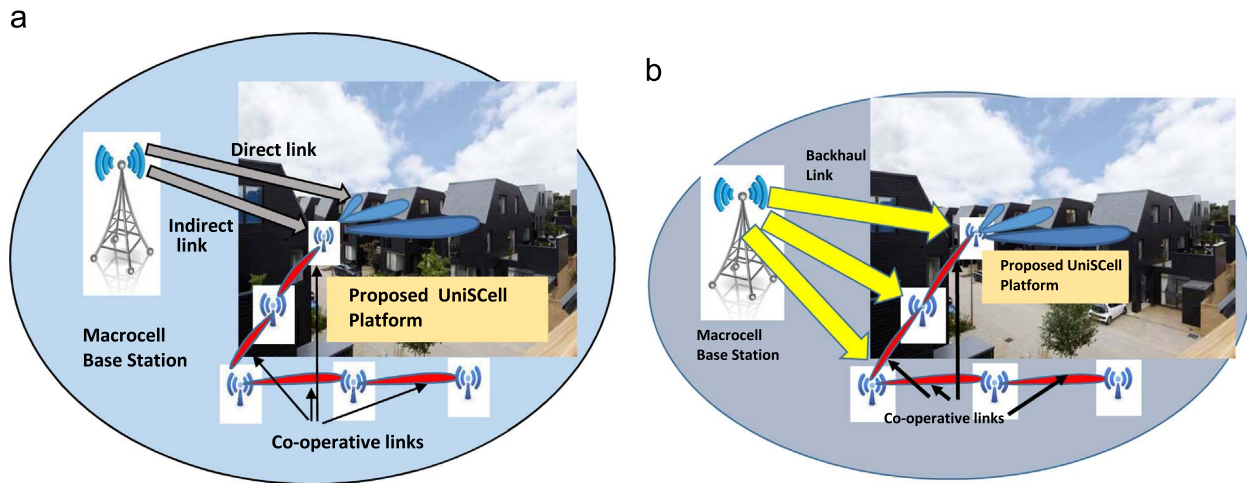 a
Direct link
Indirect
link
Proposed UniSCell
Platform
Macrocell
Base Station
Co-operative links
b
Backhaul
Link
Proposed UniSCell
Platform
Macrocell
Base Station
Co-operative links